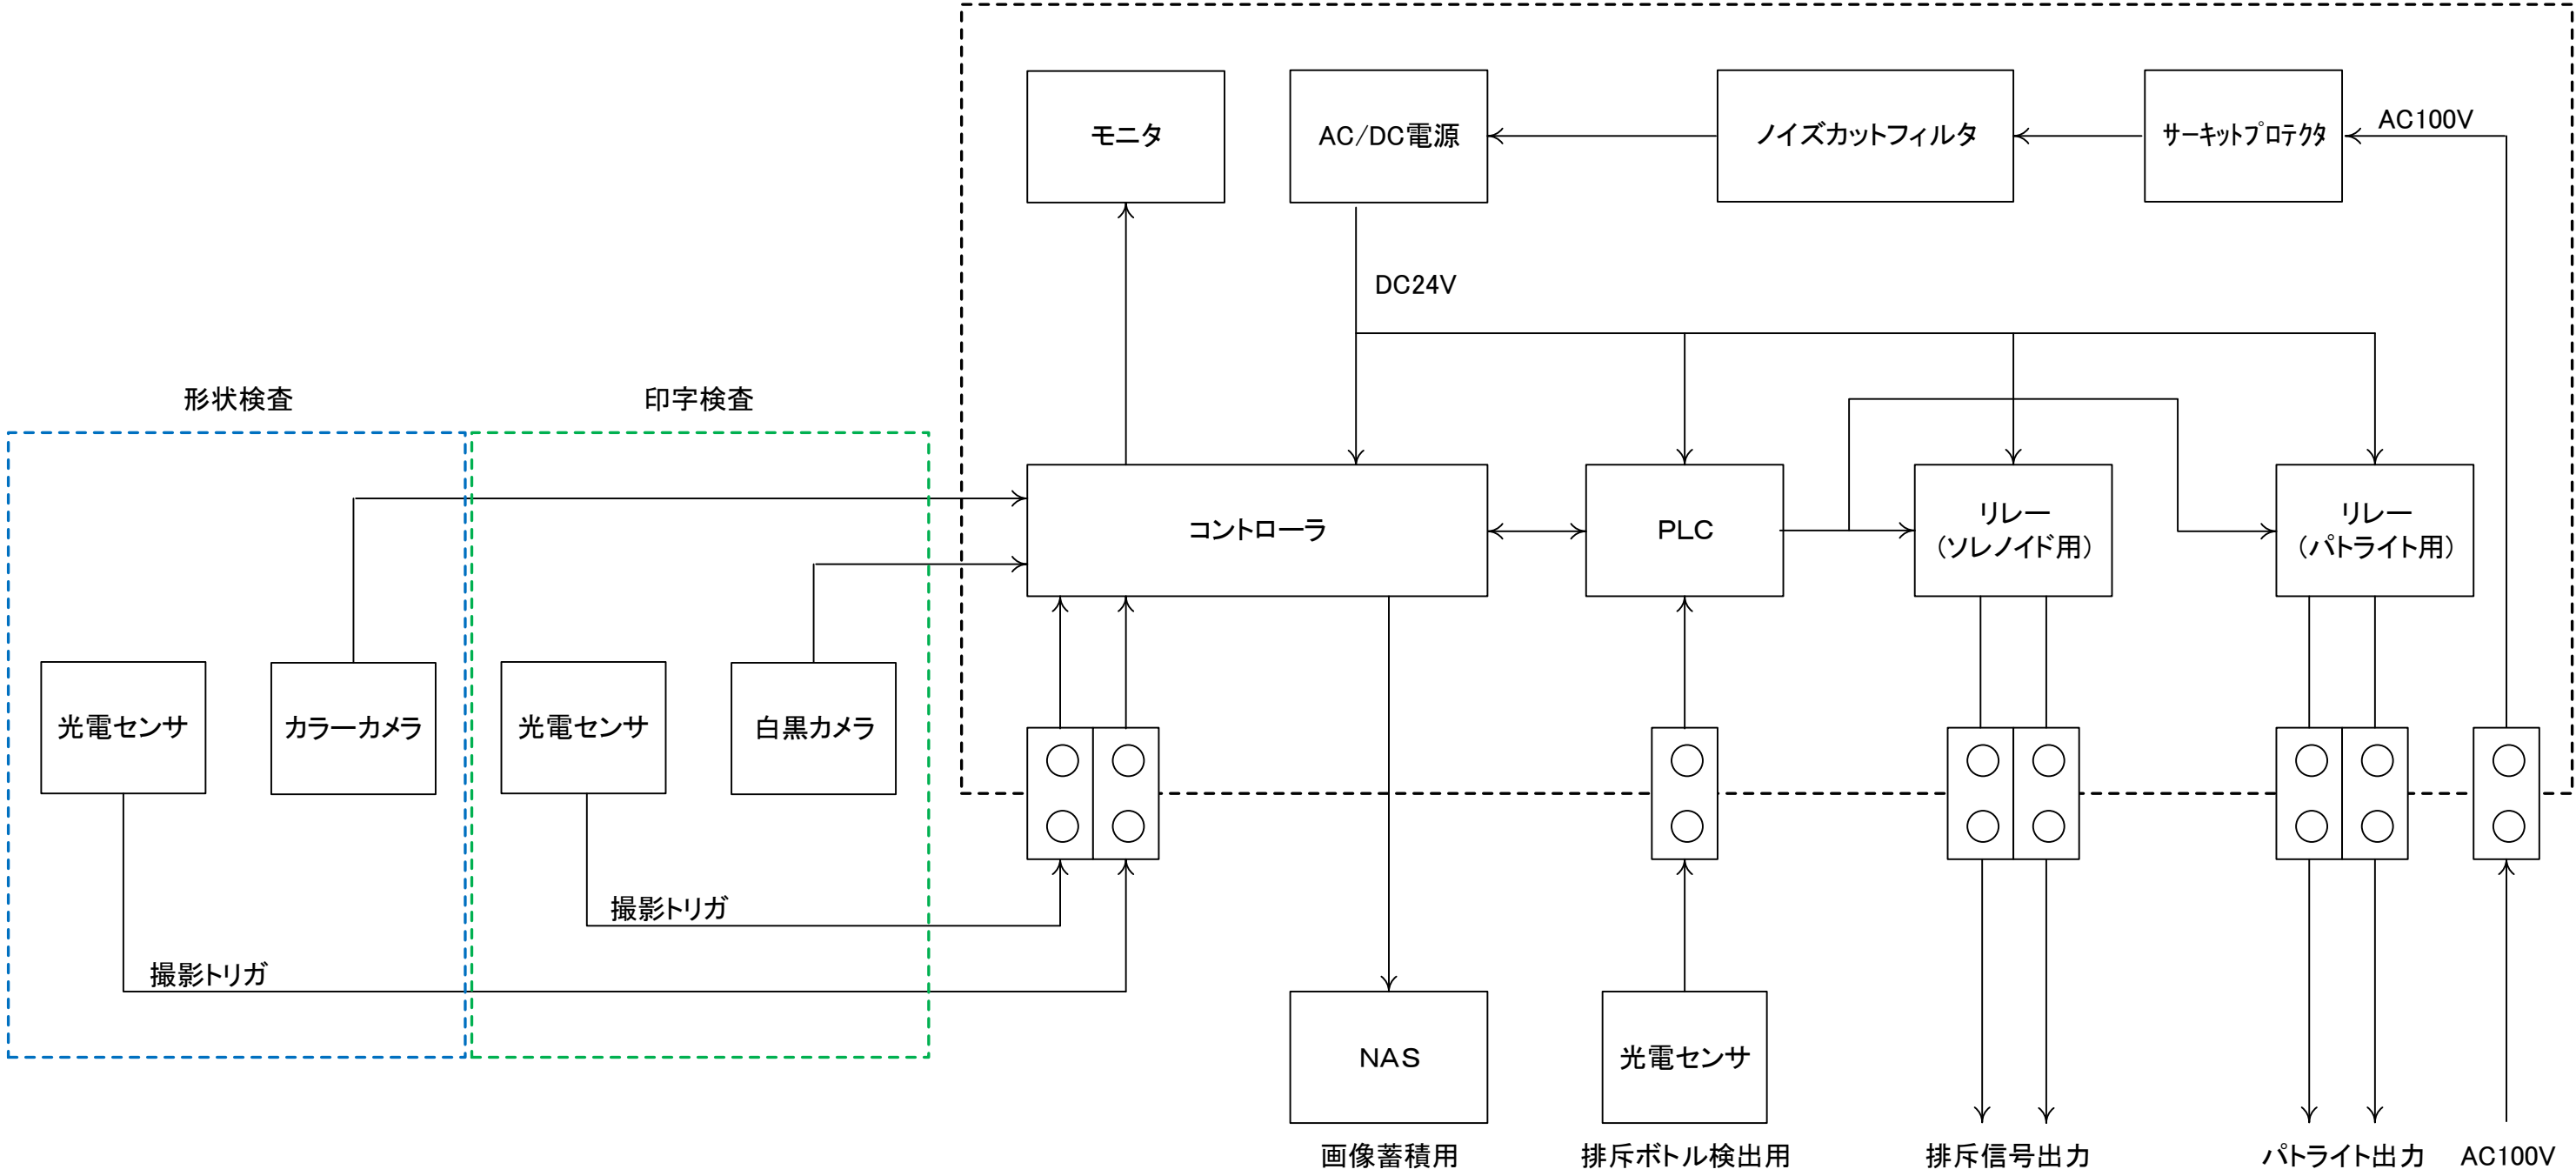 モニタ
AC/DC電源
ノイズカットフィルタ
サーキットプロテクタ
AC100V
DC24V
形状検査
印字検査
コントローラ
PLC
リレー
（ソレノイド用）
リレー
（パトライト用）
光電センサ
カラーカメラ
光電センサ
白黒カメラ
撮影トリガ
撮影トリガ
NAS
光電センサ
画像蓄積用
排斥ボトル検出用
排斥信号出力
パトライト出力
AC100V